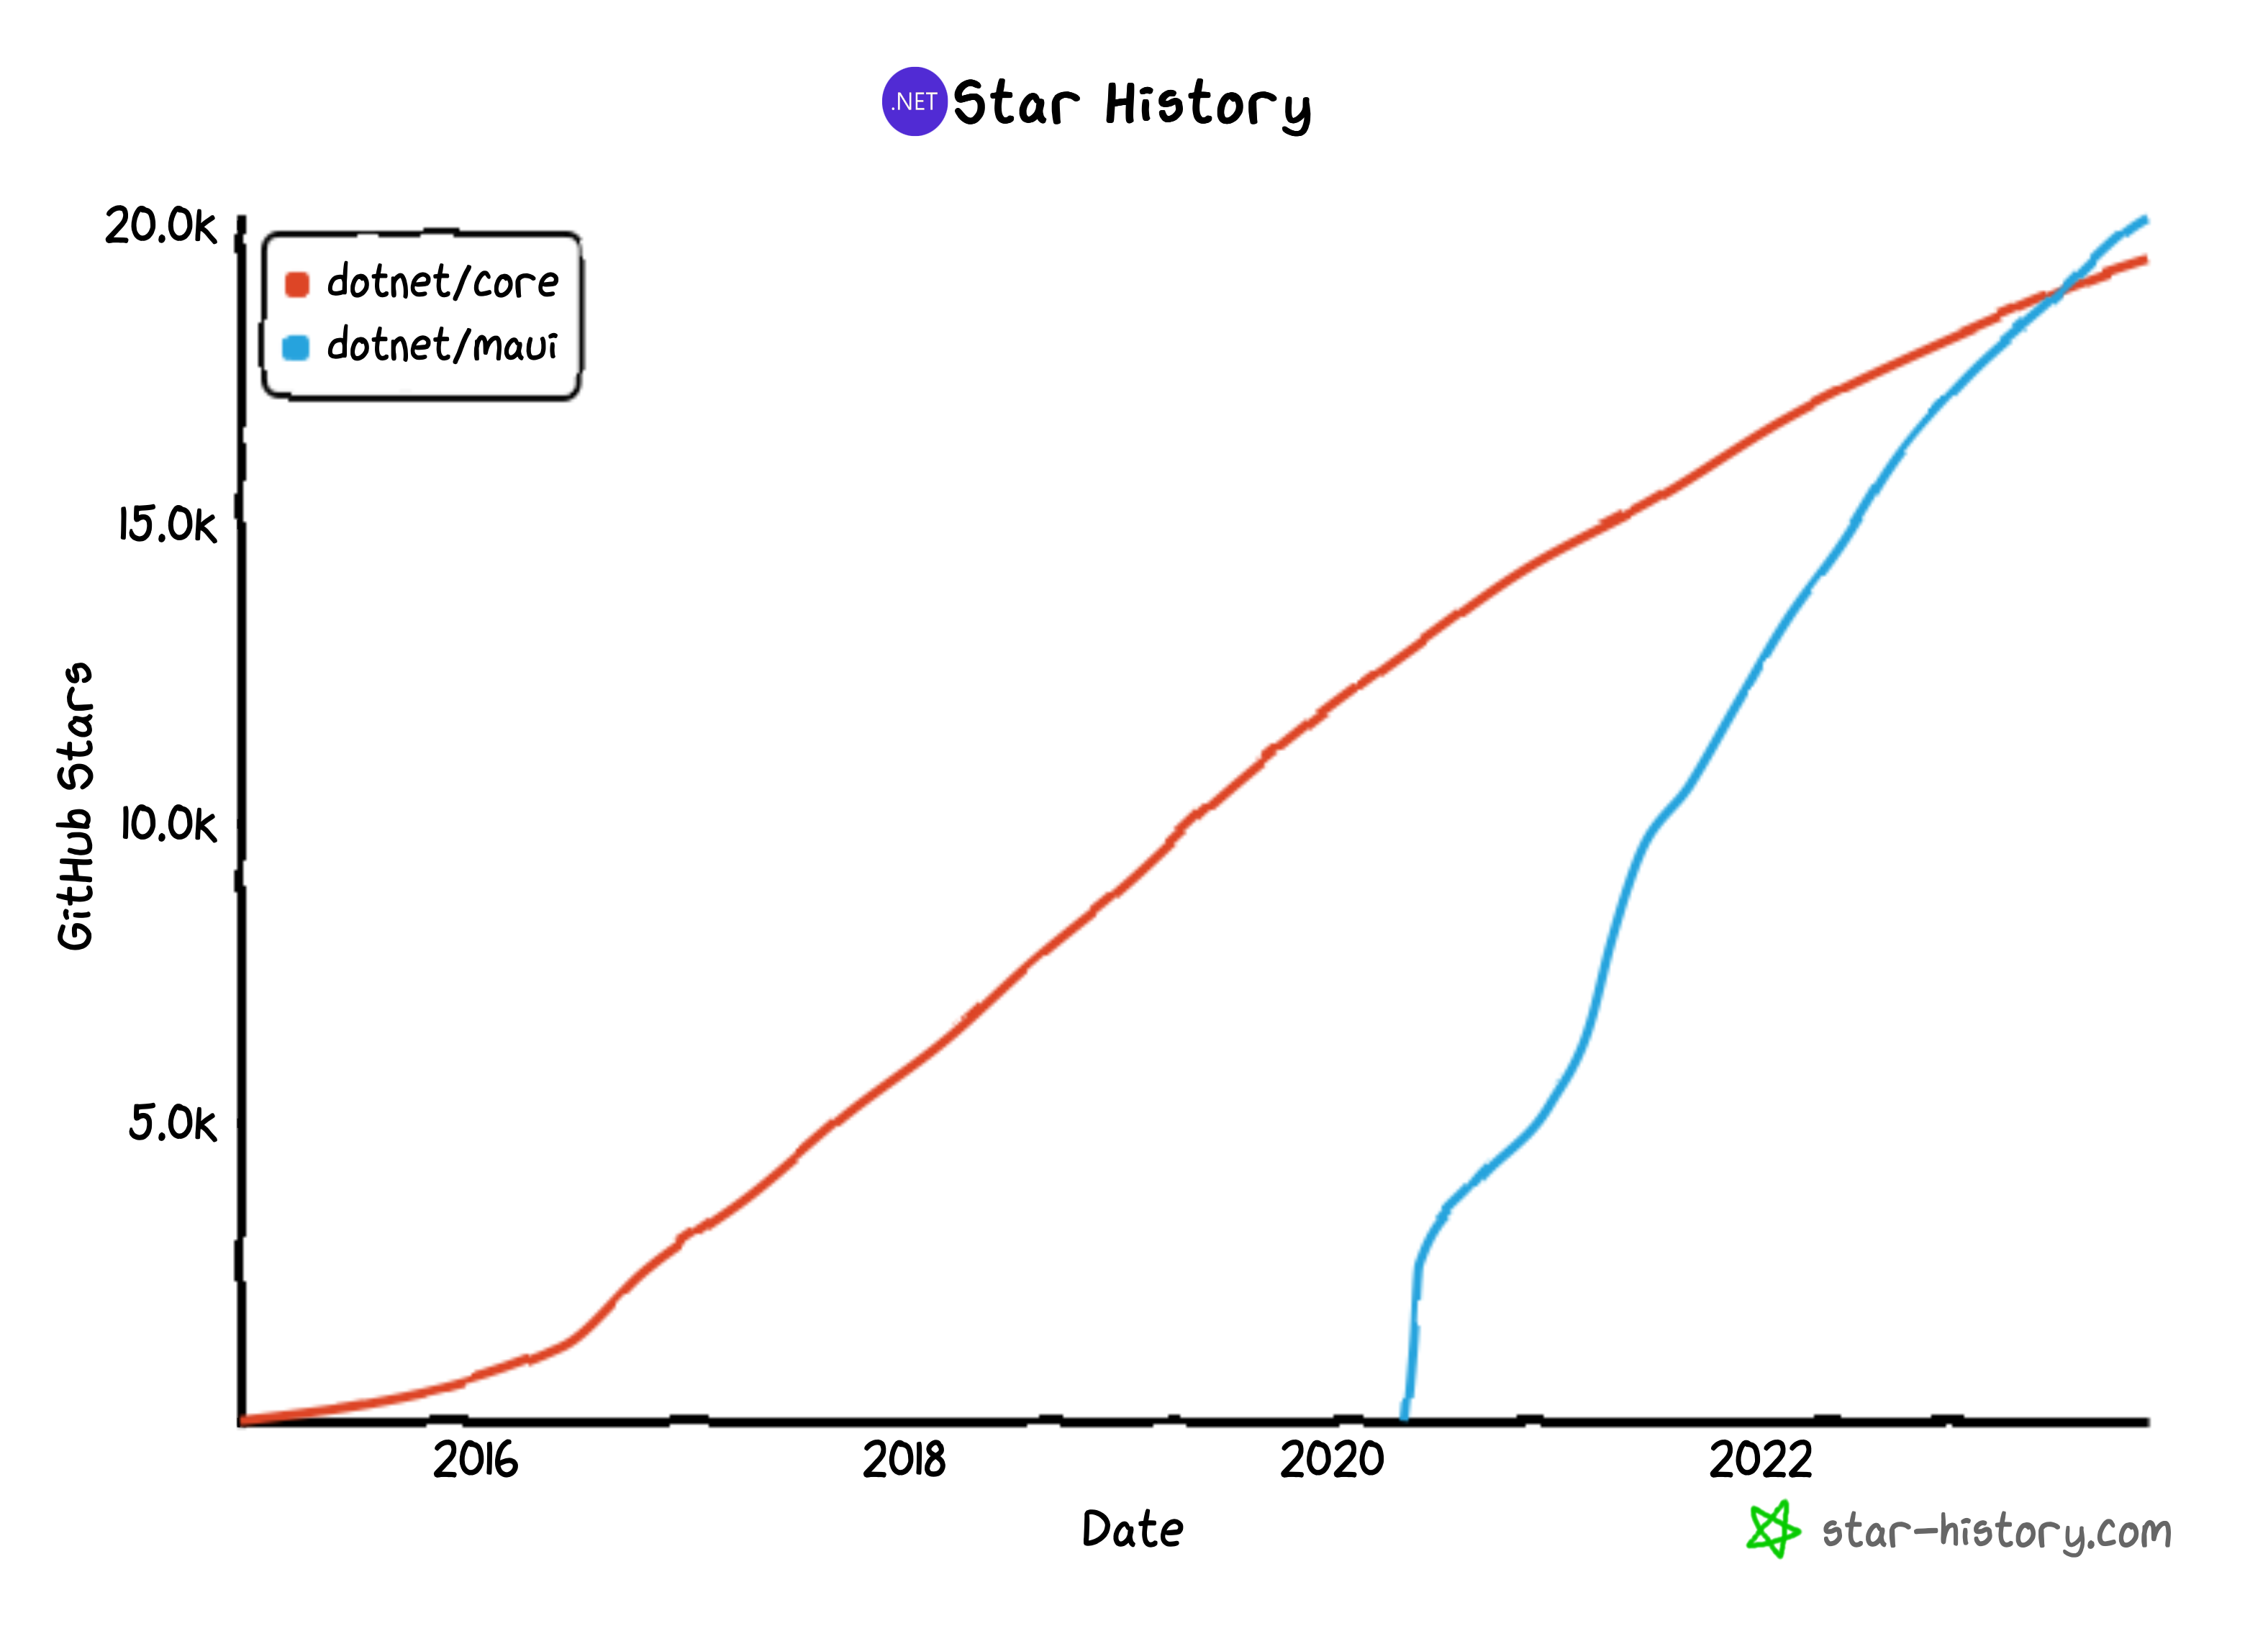 .NET Star History
20.0k
dotnet/core
dotnet/maui
15.0k
10.0k
5.0k
GitHub Stars
2016 2018 2020 2022
Date
star-history.com